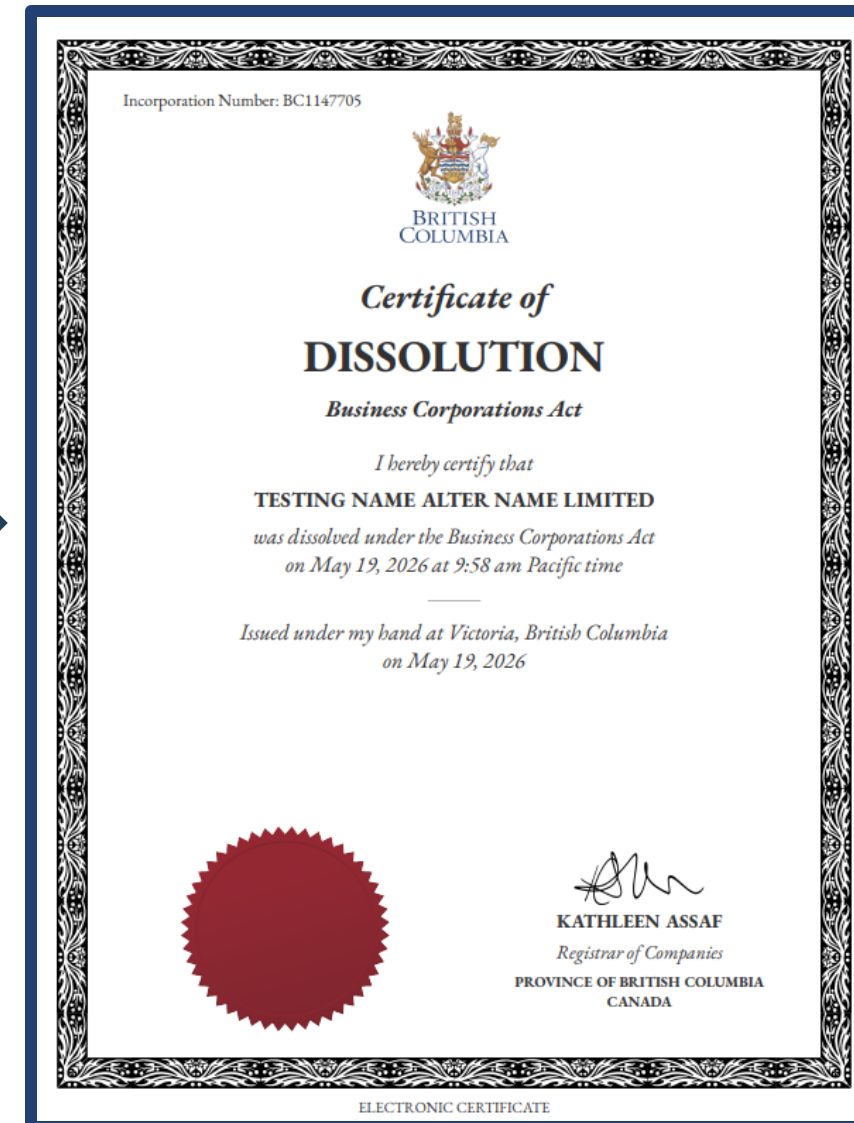 Incorporation Number: BC1147705
BRITISH
COLUMBIA
Certificate of
DISSOLUTION
Business Corporations Act
I hereby certify that
TESTING NAME ALTER NAME LIMITED
was dissolved under the Business Corporations Act
on May 19, 2026 at 9:58 am Pacific time
Issued under my hand at Victoria, British Columbia
on May 19, 2026
KATHLEEN ASSAF
Registrar of Companies
PROVINCE OF BRITISH COLUMBIA
CANADA
ELECTRONIC CERTIFICATE